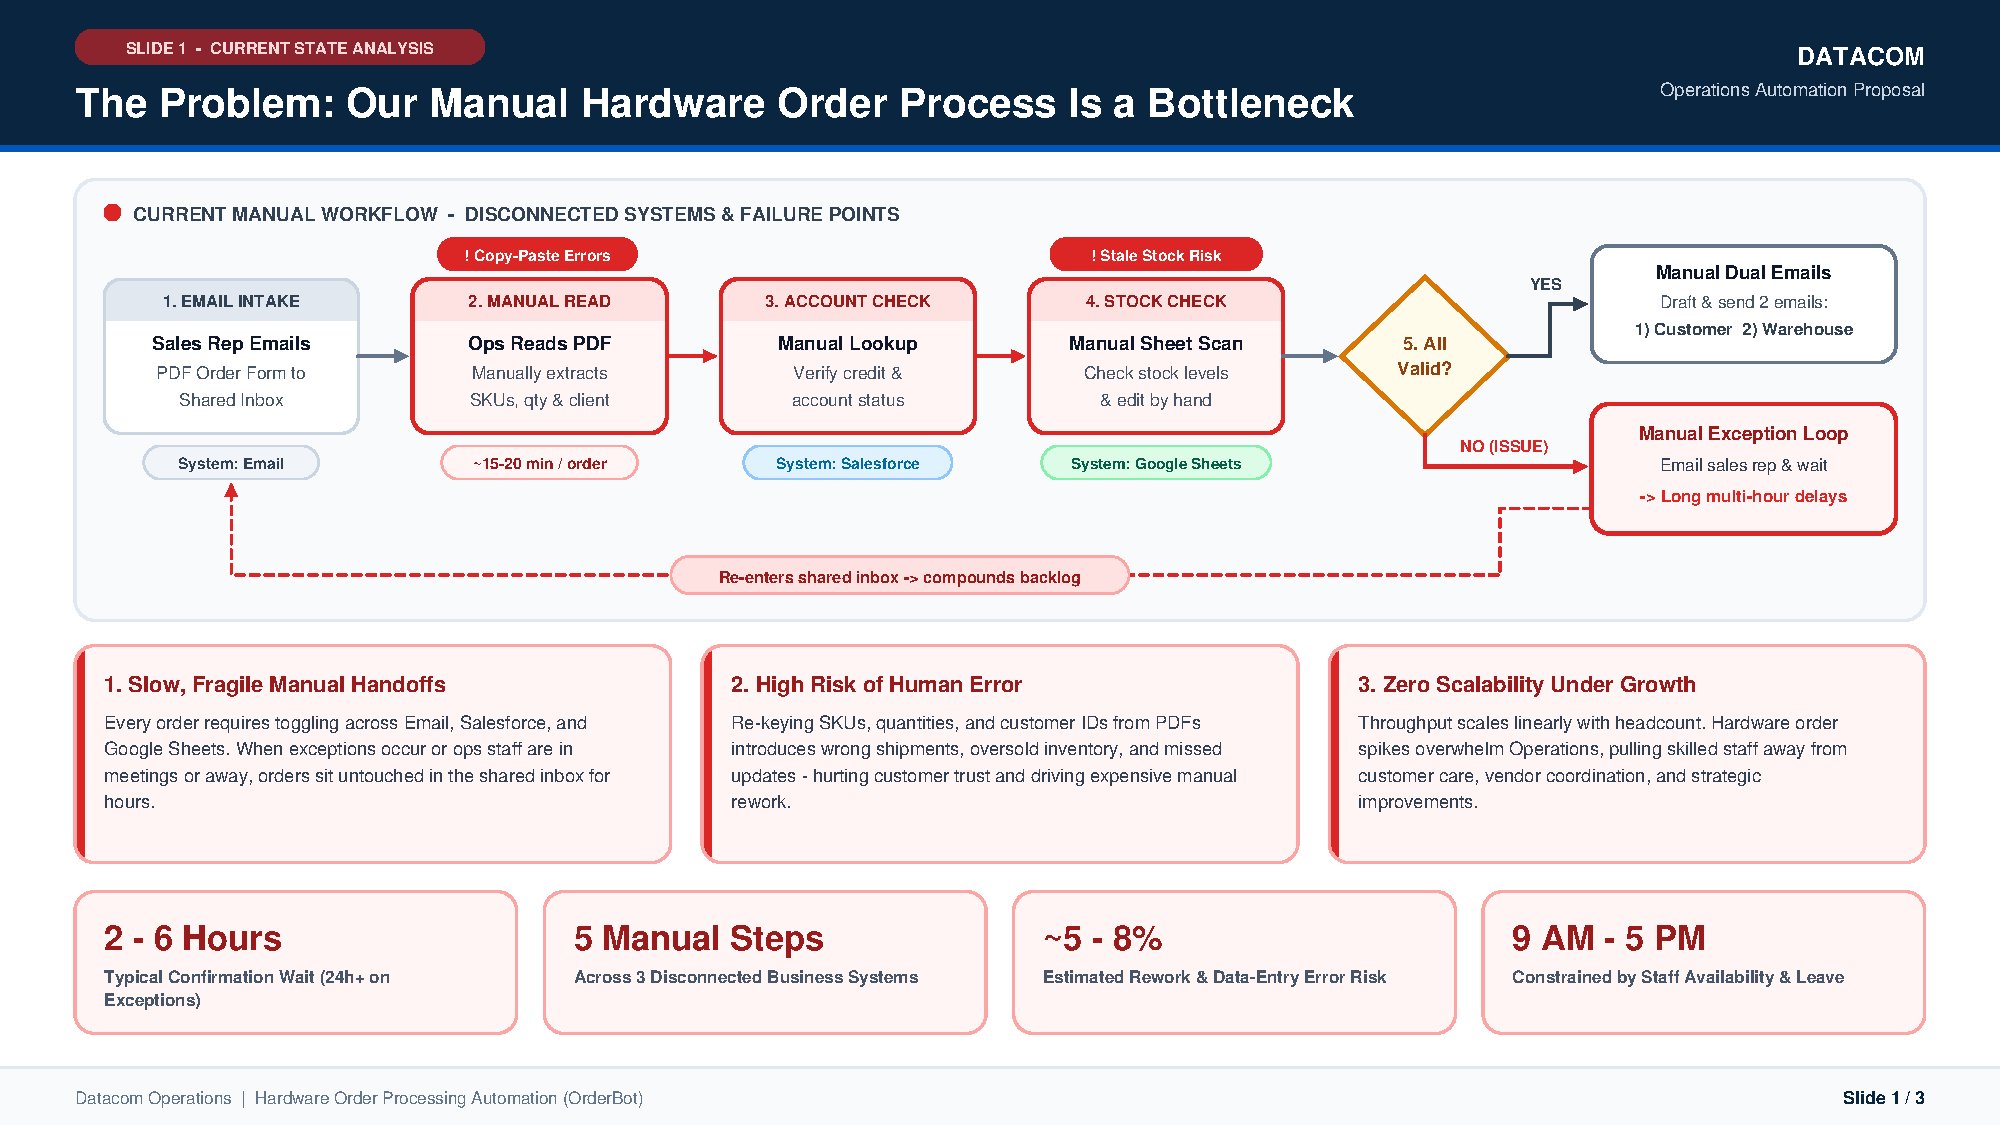 SLIDE 1 - CURRENT STATE ANALYSIS
The Problem: Our Manual Hardware Order Process Is a Bottleneck
DATACOM
Operations Automation Proposal
CURRENT MANUAL WORKFLOW - DISCONNECTED SYSTEMS & FAILURE POINTS
1. EMAIL INTAKE
Sales Rep Emails
PDF Order Form to
Shared Inbox
System: Email
! Copy-Paste Errors
2. MANUAL READ
Ops Reads PDF
Manually extracts
SKUs, qty & client
~15-20 min / order
3. ACCOUNT CHECK
Manual Lookup
Verify credit &
account status
System: Salesforce
! Stale Stock Risk
4. STOCK CHECK
Manual Sheet Scan
Check stock levels
& edit by hand
System: Google Sheets
5. All
Valid?
YES
Manual Dual Emails
Draft & send 2 emails:
1) Customer 2) Warehouse
NO (ISSUE)
Manual Exception Loop
Email sales rep & wait
-> Long multi-hour delays
Re-enters shared inbox -> compounds backlog
1. Slow, Fragile Manual Handoffs
Every order requires toggling across Email, Salesforce, and
Google Sheets. When exceptions occur or ops staff are in
meetings or away, orders sit untouched in the shared inbox for
hours.
2. High Risk of Human Error
Re-keying SKUs, quantities, and customer IDs from PDFs
introduces wrong shipments, oversold inventory, and missed
updates - hurting customer trust and driving expensive manual
rework.
3. Zero Scalability Under Growth
Throughput scales linearly with headcount. Hardware order
spikes overwhelm Operations, pulling skilled staff away from
customer care, vendor coordination, and strategic
improvements.
2 - 6 Hours
Typical Confirmation Wait (24h+ on
Exceptions)
5 Manual Steps
Across 3 Disconnected Business Systems
~5 - 8%
Estimated Rework & Data-Entry Error Risk
9 AM - 5 PM
Constrained by Staff Availability & Leave
Datacom Operations | Hardware Order Processing Automation (OrderBot)
Slide 1 / 3